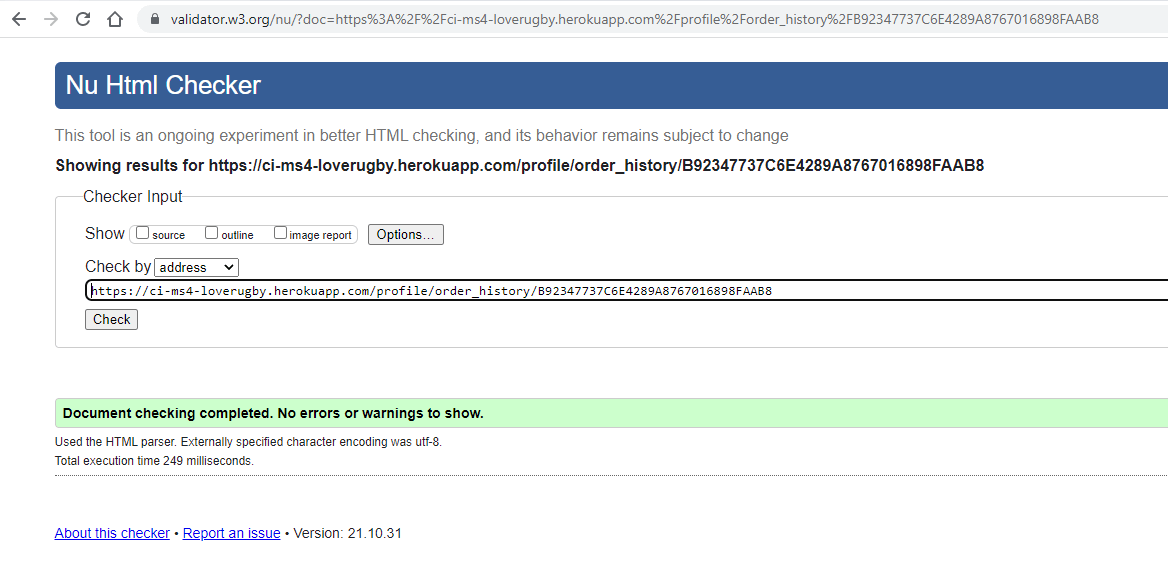 validator.w3.org/nu/?doc=https%3A%2F%2Fci-ms4-loverugby.herokuapp.com%2Fprofile%2Forder_history%2FB92347737C6E4289A8767016898FAAB8
Nu Html Checker
This tool is an ongoing experiment in better HTML checking, and its behavior remains subject to change
Showing results for https://ci-ms4-loverugby.herokuapp.com/profile/order_history/B92347737C6E4289A8767016898FAAB8
Checker Input
Show source outline image report Options...
Check by address
https://ci-ms4-loverugby.herokuapp.com/profile/order_history/B92347737C6E4289A8767016898FAAB8
Check
Document checking completed. No errors or warnings to show.
Used the HTML parser. Externally specified character encoding was utf-8.
Total execution time 249 milliseconds.
About this checker • Report an issue • Version: 21.10.31